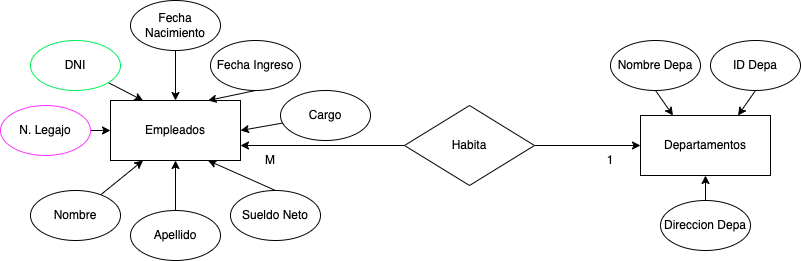 Fecha
Nacimiento
DNI
Fecha Ingreso
Nombre Depa
ID Depa
N. Legajo
Empleados
Cargo
Habita
Departamentos
M
1
Nombre
Apellido
Sueldo Neto
Direccion Depa